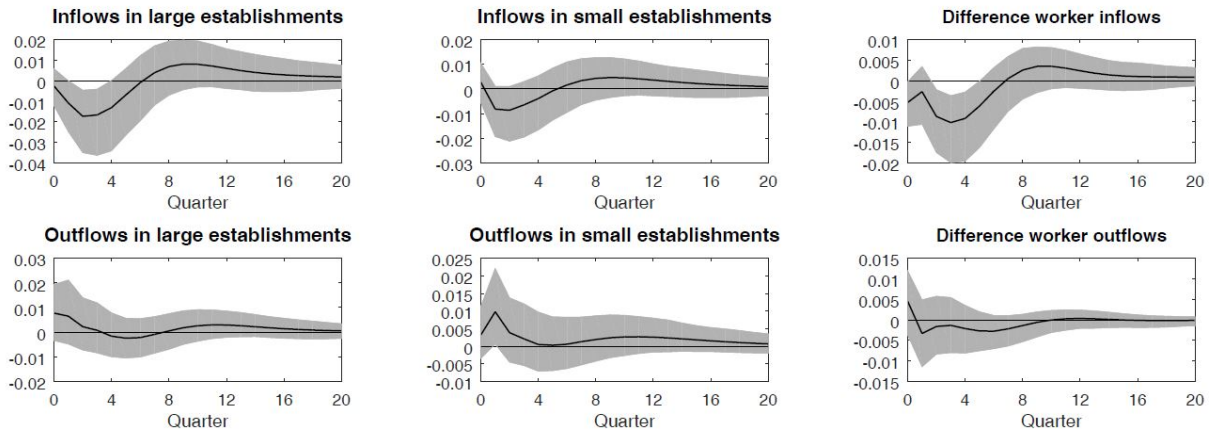 Inflows in large establishments
0.02
0.01
0
-0.01
-0.02
-0.03
-0.04
0 4 8 12 16 20
Quarter
Inflows in small establishments
0.02
0.01
0
-0.01
-0.02
-0.03
0 4 8 12 16 20
Quarter
Difference worker inflows
0.01
0.005
0
-0.005
-0.01
-0.015
-0.02
0 4 8 12 16 20
Quarter
Outflows in large establishments
0.03
0.02
0.01
0
-0.01
-0.02
0 4 8 12 16 20
Quarter
Outflows in small establishments
0.025
0.02
0.015
0.01
0.005
0
-0.005
-0.01
0 4 8 12 16 20
Quarter
Difference worker outflows
0.015
0.01
0.005
0
-0.005
-0.01
-0.015
0 4 8 12 16 20
Quarter